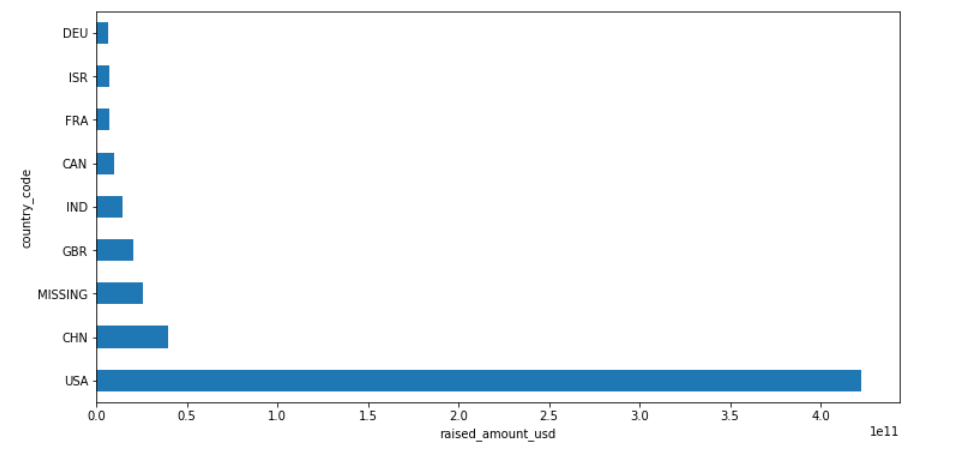 DEU
ISR
FRA
CAN
IND
GBR
MISSING
CHN
USA
country_code
0.0 0.5 1.0 1.5 2.0 2.5 3.0 3.5 4.0
1e11
raised_amount_usd